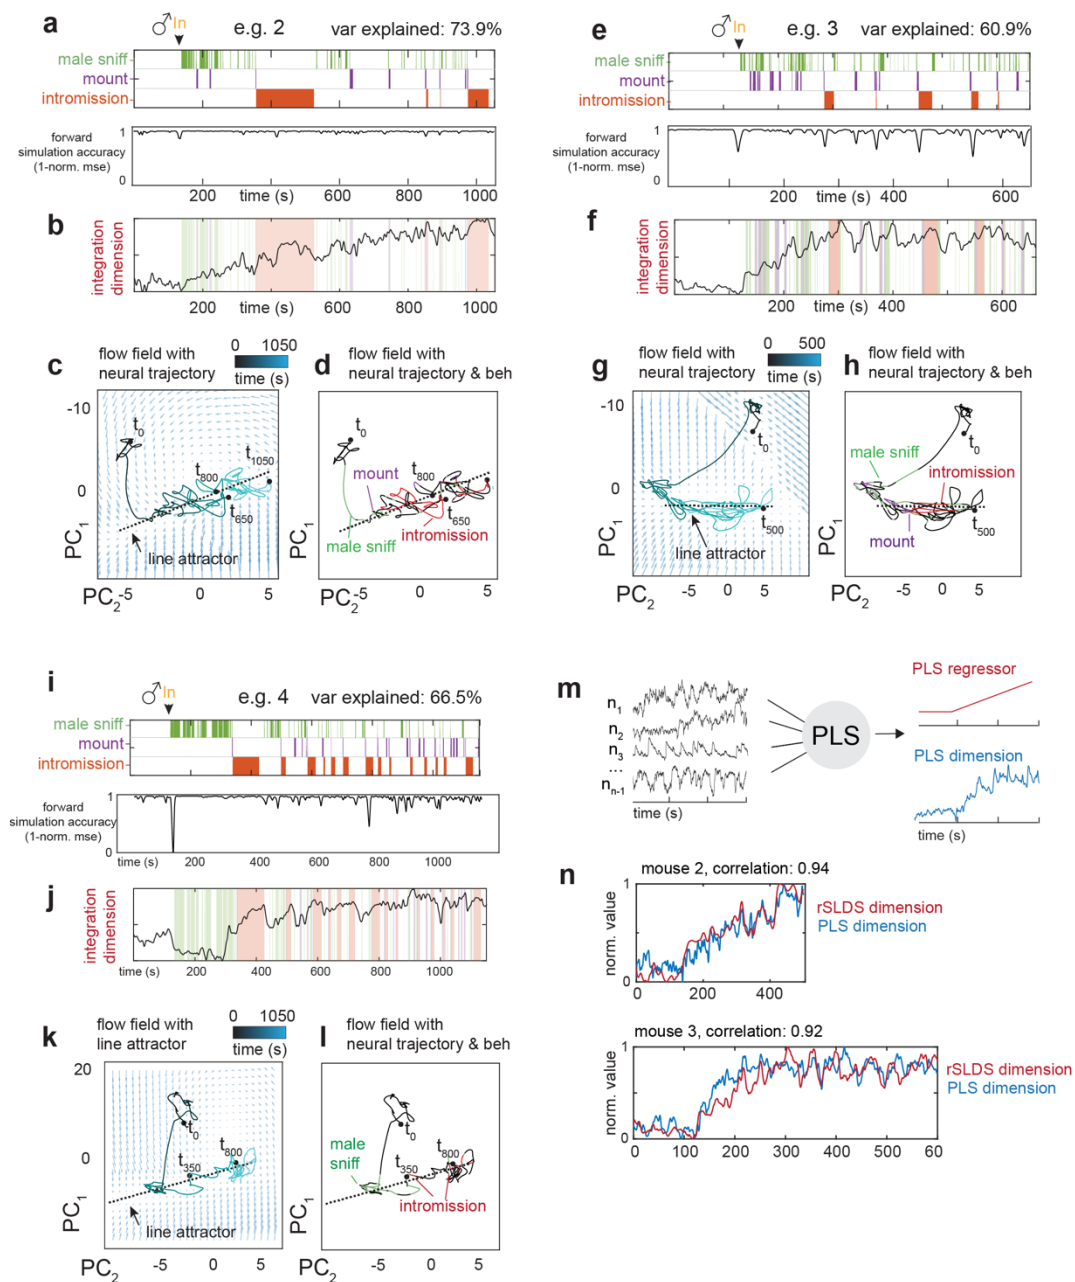 a
♂ In
e.g. 2
var explained: 73.9%
male sniff
mount
intromission
forward
simulation accuracy
(1-norm. mse)
1
0
200
time (s)
400
600
800
1000
b
integration
dimension
200
time (s)
400
600
800
1000
c
flow field with
neural trajectory
0
1050
time (s)
-10
0
PC1
t0
t800
t1050
t650
line attractor
PC2
-5
0
5
d
flow field with
neural trajectory & beh
t0
mount
t800
t650
male sniff
intromission
PC1
-5
0
5
e
♂ In
e.g. 3
var explained: 60.9%
male sniff
mount
intromission
forward
simulation accuracy
(1-norm. mse)
1
0
200
time (s)
400
600
f
integration
dimension
200
time (s)
400
600
g
flow field with
neural trajectory
0
500
time (s)
-10
0
PC1
t0
t500
line attractor
PC2
-5
0
5
h
flow field with
neural trajectory & beh
t0
male sniff
intromission
mount
t500
PC1
-5
0
5
i
♂ In
e.g. 4
var explained: 66.5%
male sniff
mount
intromission
forward
simulation accuracy
(1-norm. mse)
1
0
time (s)
200
400
600
800
1000
j
integration
dimension
time (s)
200
400
600
800
1000
k
flow field with
line attractor
0
1050
time (s)
20
0
PC1
t0
t350
t800
line attractor
PC2
-5
0
5
l
flow field with
neural trajectory & beh
t0
male
sniff
t350
t800
intromission
PC1
-5
0
5
m
n1
n2
n3
...
nn-1
time (s)
PLS
PLS regressor
PLS dimension
time (s)
n
mouse 2, correlation: 0.94
norm. value
1
0
0
200
400
rSLDS dimension
PLS dimension
mouse 3, correlation: 0.92
norm. value
1
0
0
100
200
300
400
500
600
rSLDS dimension
PLS dimension